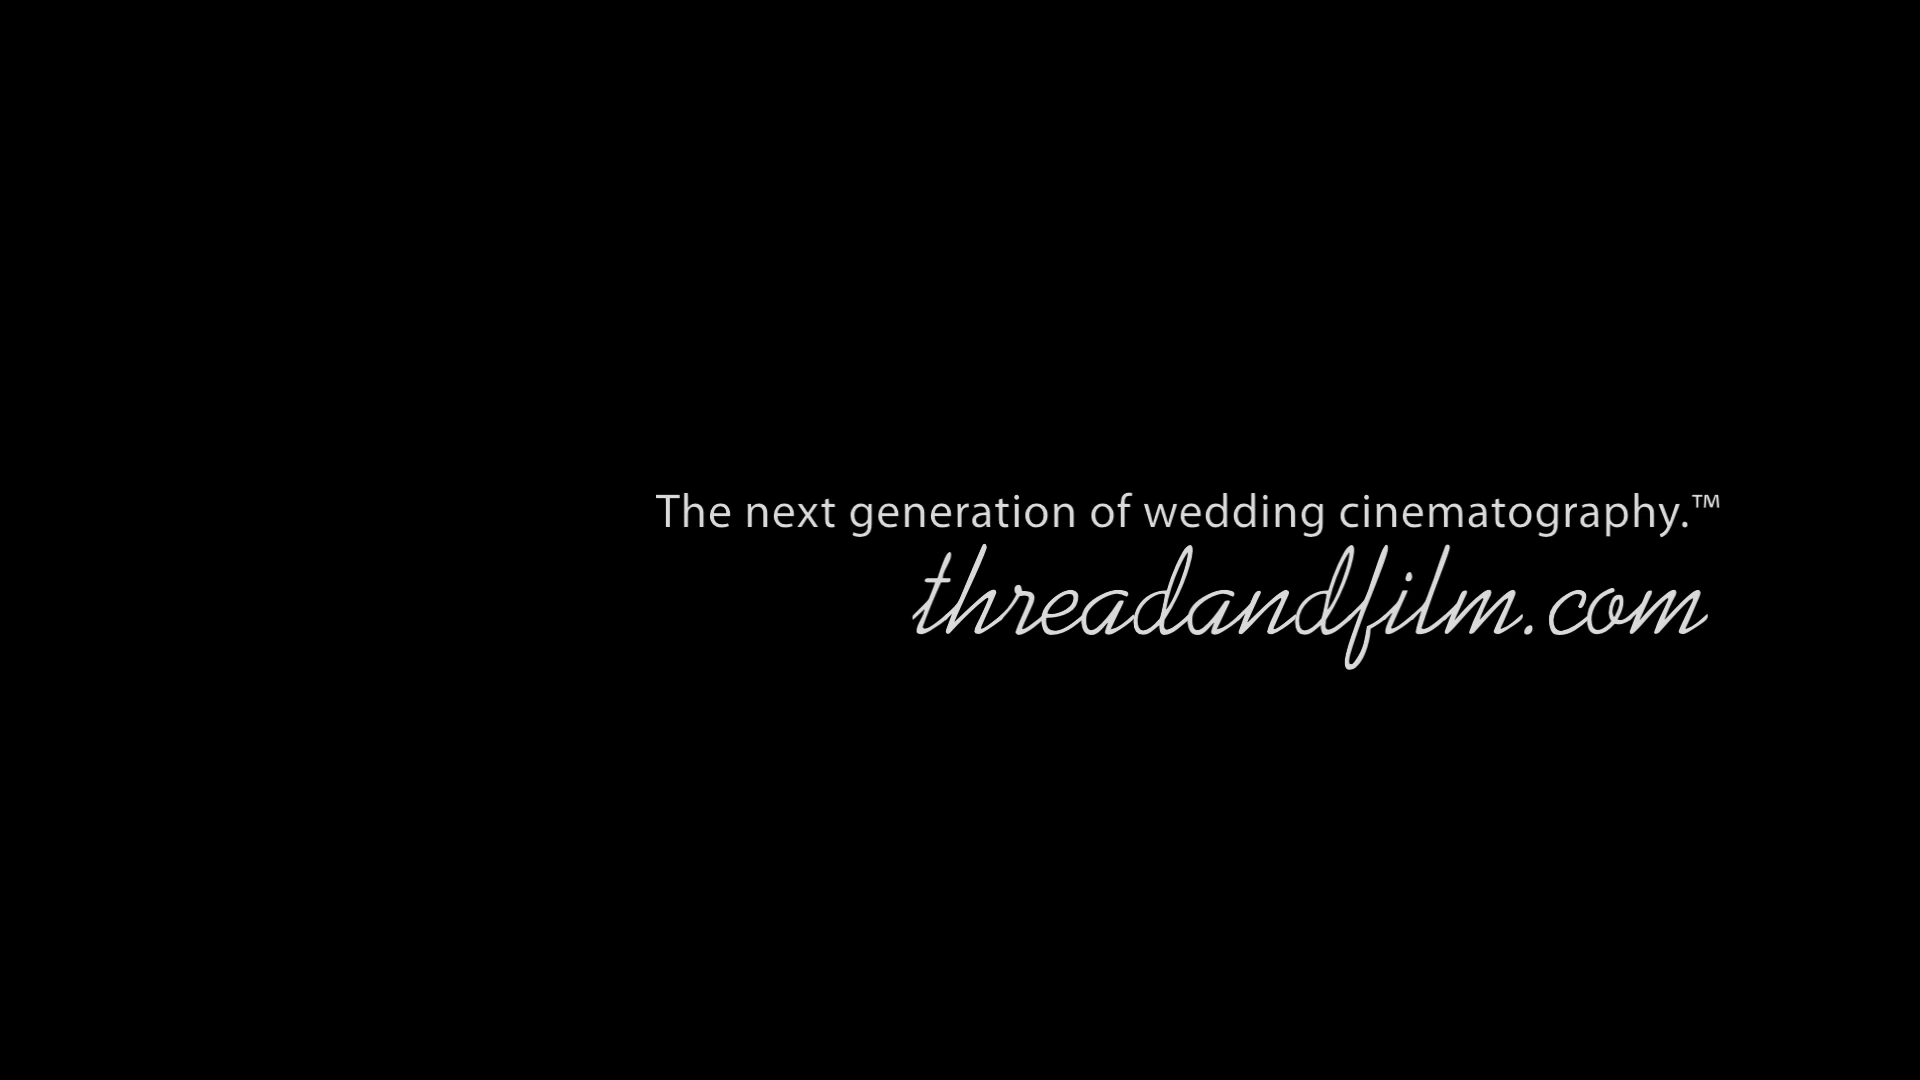 The next generation of wedding cinematography.™
threadandfilm.com